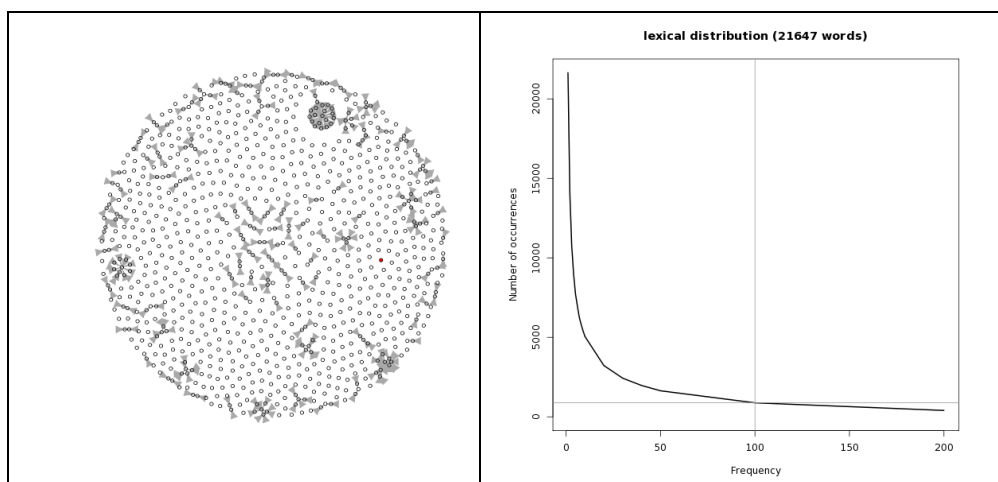 lexical distribution (21647 words)
Number of occurrences
20000
15000
10000
5000
0
0 50 100 150 200
Frequency